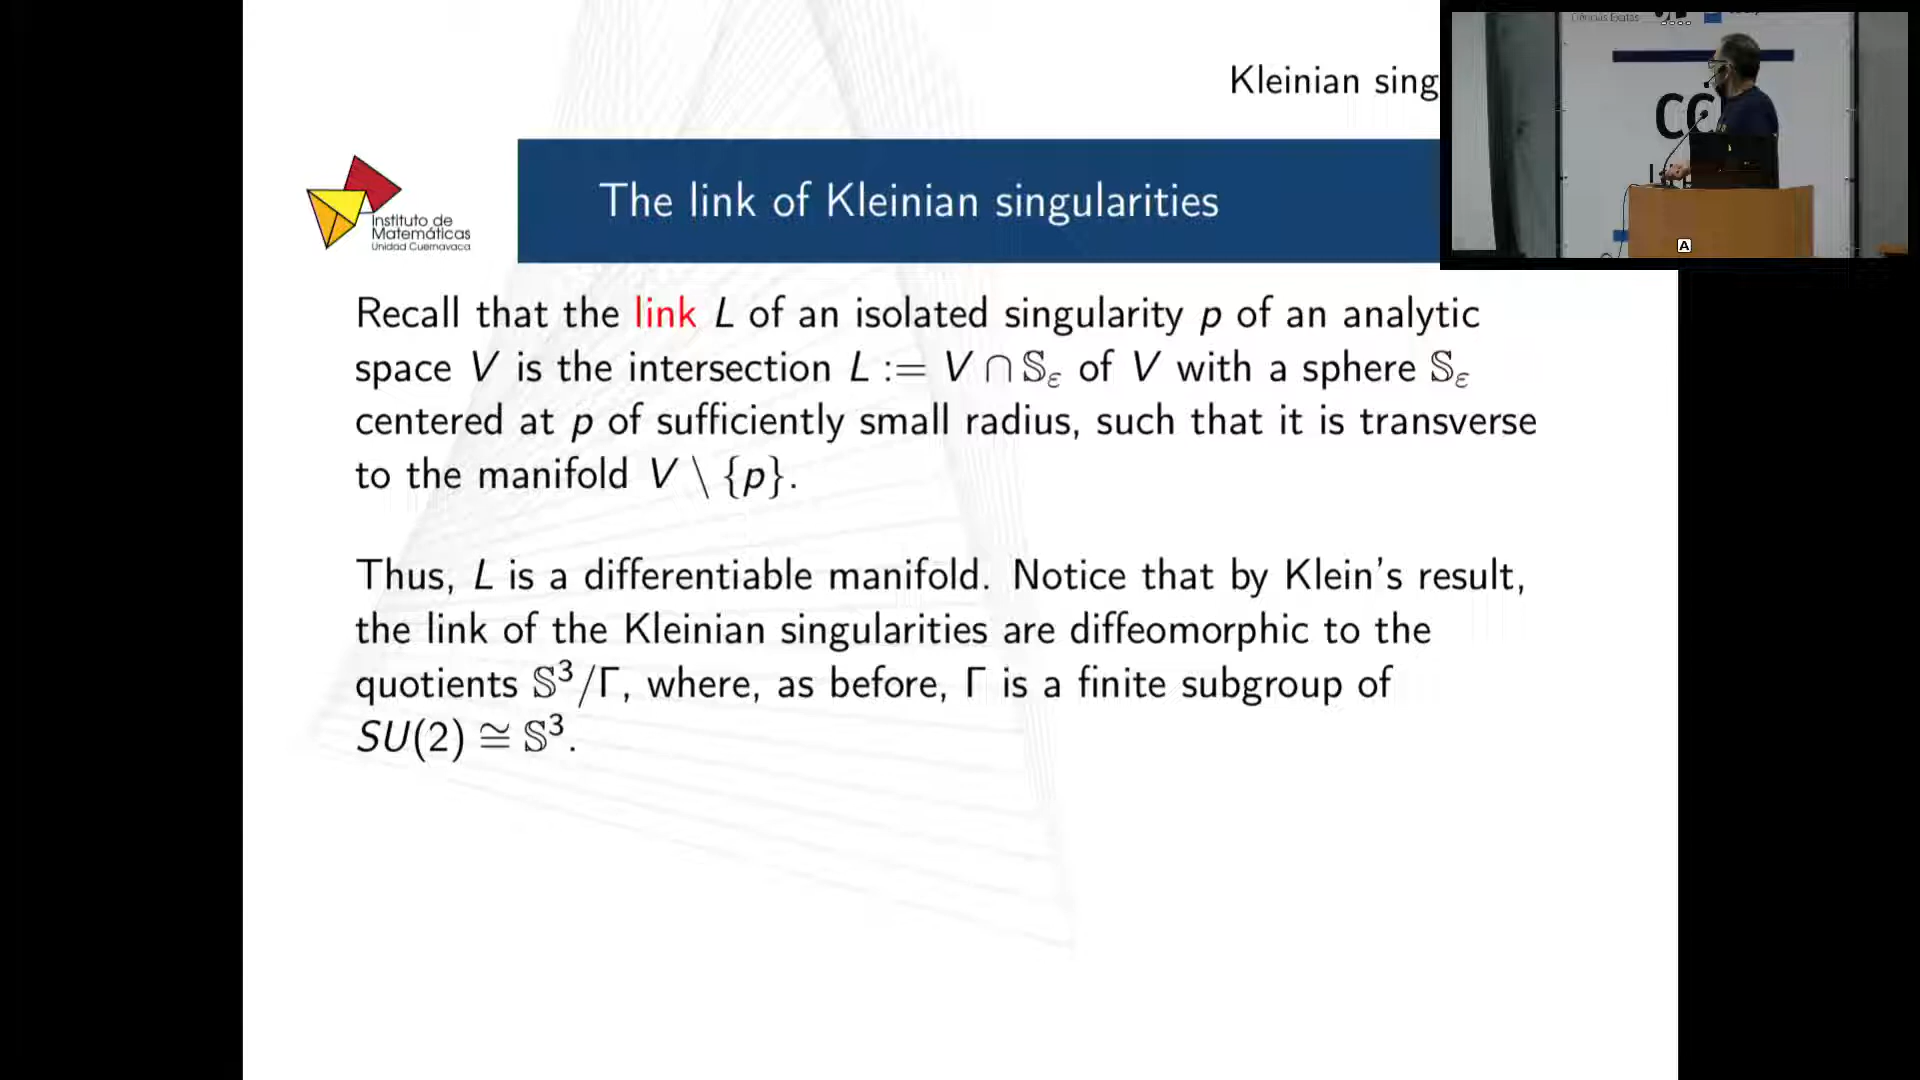 Kleinian sing
The link of Kleinian singularities
Instituto de
Matemáticas
Unidad Cuernavaca
Recall that the link L of an isolated singularity p of an analytic
space V is the intersection L := V ∩ 𝕊_ε of V with a sphere 𝕊_ε
centered at p of sufficiently small radius, such that it is transverse
to the manifold V \ {p}.
Thus, L is a differentiable manifold. Notice that by Klein's result,
the link of the Kleinian singularities are diffeomorphic to the
quotients 𝕊³/Γ, where, as before, Γ is a finite subgroup of
SU(2) ≅ 𝕊³.
Ciências Exatas
A